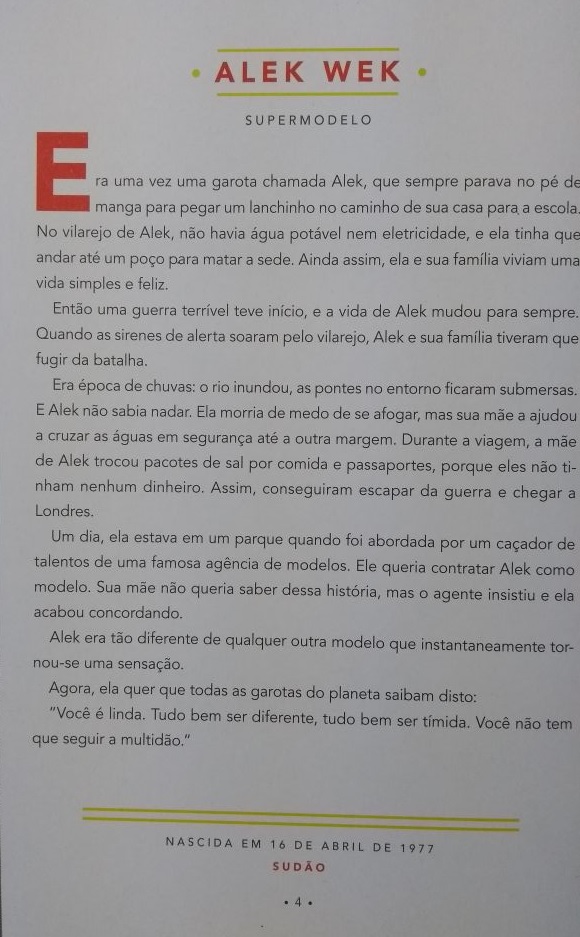 • ALEK WEK •
SUPERMODELO
Era uma vez uma garota chamada Alek, que sempre parava no pé de
manga para pegar um lanchinho no caminho de sua casa para a escola.
No vilarejo de Alek, não havia água potável nem eletricidade, e ela tinha que
andar até um poço para matar a sede. Ainda assim, ela e sua família viviam uma
vida simples e feliz.
Então uma guerra terrível teve início, e a vida de Alek mudou para sempre.
Quando as sirenes de alerta soaram pelo vilarejo, Alek e sua família tiveram que
fugir da batalha.
Era época de chuvas: o rio inundou, as pontes no entorno ficaram submersas.
E Alek não sabia nadar. Ela morria de medo de se afogar, mas sua mãe a ajudou
a cruzar as águas em segurança até a outra margem. Durante a viagem, a mãe
de Alek trocou pacotes de sal por comida e passaportes, porque eles não ti-
nham nenhum dinheiro. Assim, conseguiram escapar da guerra e chegar a
Londres.
Um dia, ela estava em um parque quando foi abordada por um caçador de
talentos de uma famosa agência de modelos. Ele queria contratar Alek como
modelo. Sua mãe não queria saber dessa história, mas o agente insistiu e ela
acabou concordando.
Alek era tão diferente de qualquer outra modelo que instantaneamente tor-
nou-se uma sensação.
Agora, ela quer que todas as garotas do planeta saibam disto:
"Você é linda. Tudo bem ser diferente, tudo bem ser tímida. Você não tem
que seguir a multidão."
NASCIDA EM 16 DE ABRIL DE 1977
SUDÃO
• 4 •